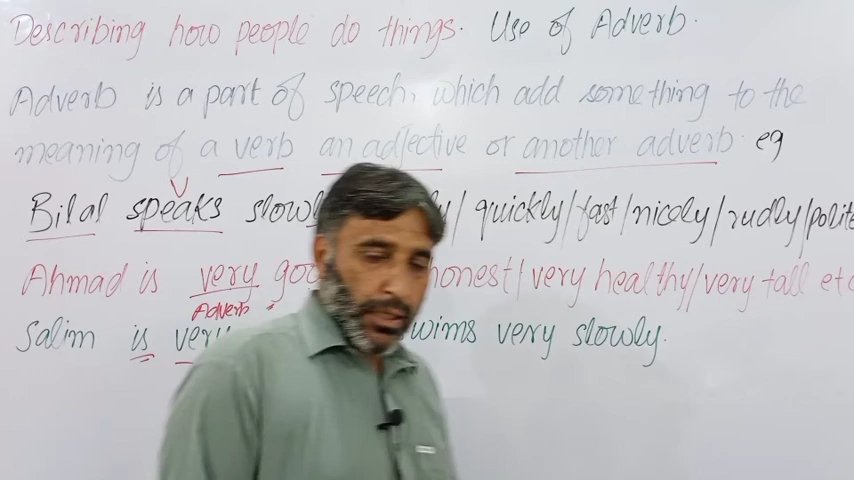 Describing how people do things. Use of Adverb.
Adverb is a part of speech, which add something to the
meaning of a verb an adjective or another adverb. eg
V
Bilal speaks slowl /quickly/fast/nicely/rudly/polite
Ahmad is very goo honest/very healthy/very tall etc
Adverb
Salim is very wims very slowly.